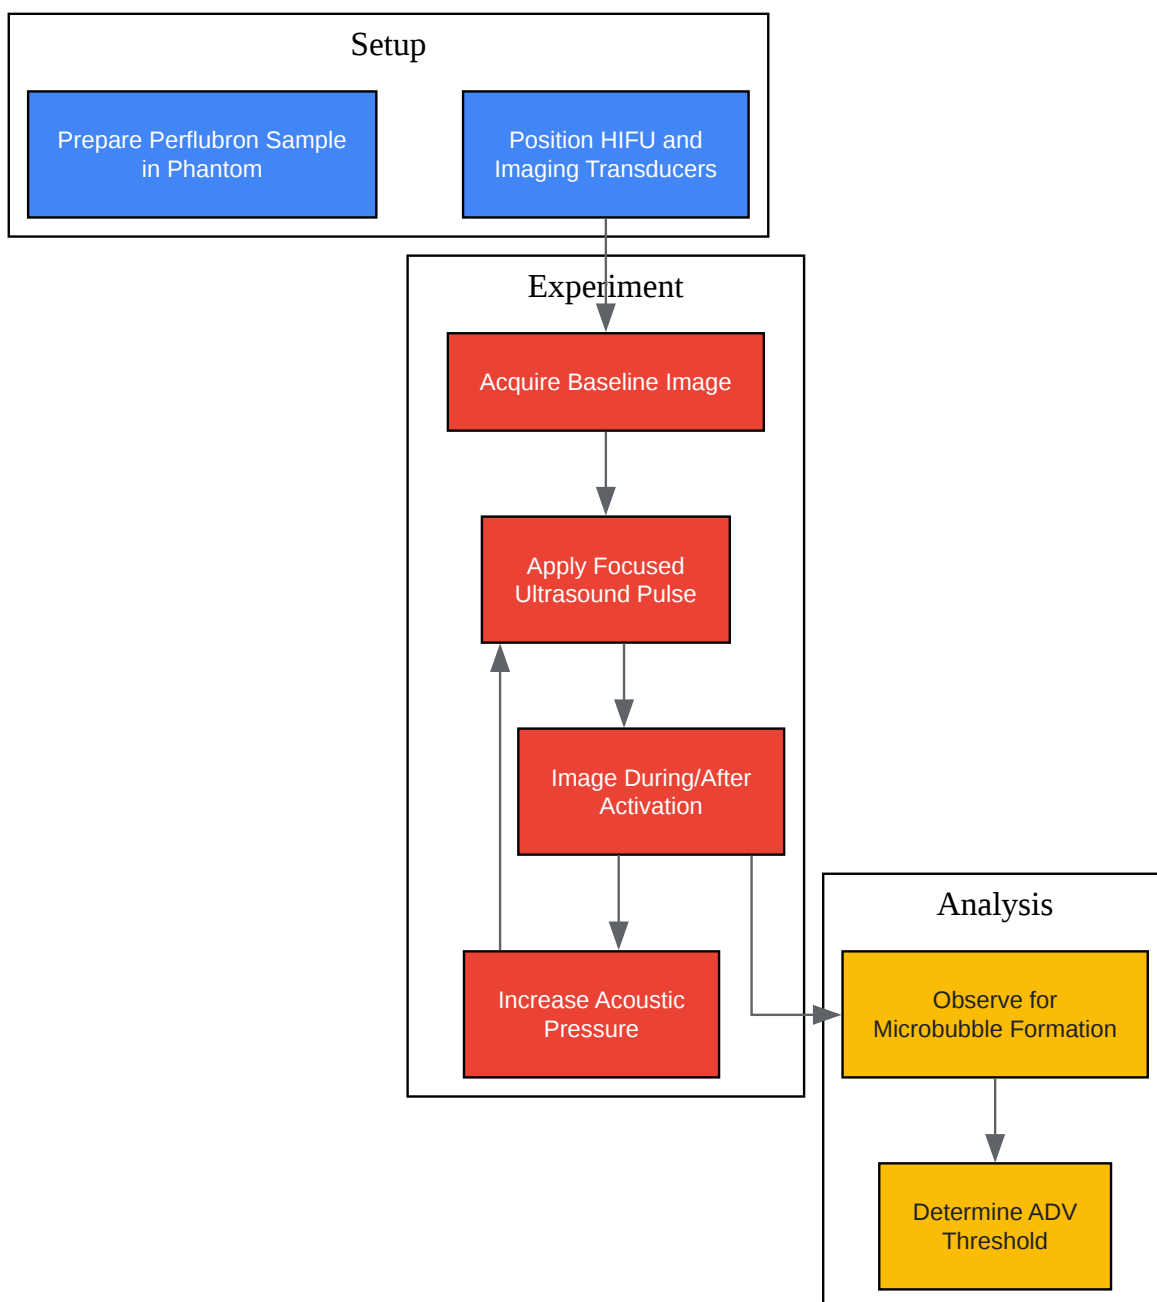 Setup
Prepare Perflubron Sample
in Phantom
Position HIFU and
Imaging Transducers
Experiment
Acquire Baseline Image
Apply Focused
Ultrasound Pulse
Image During/After
Activation
Increase Acoustic
Pressure
Analysis
Observe for
Microbubble Formation
Determine ADV
Threshold